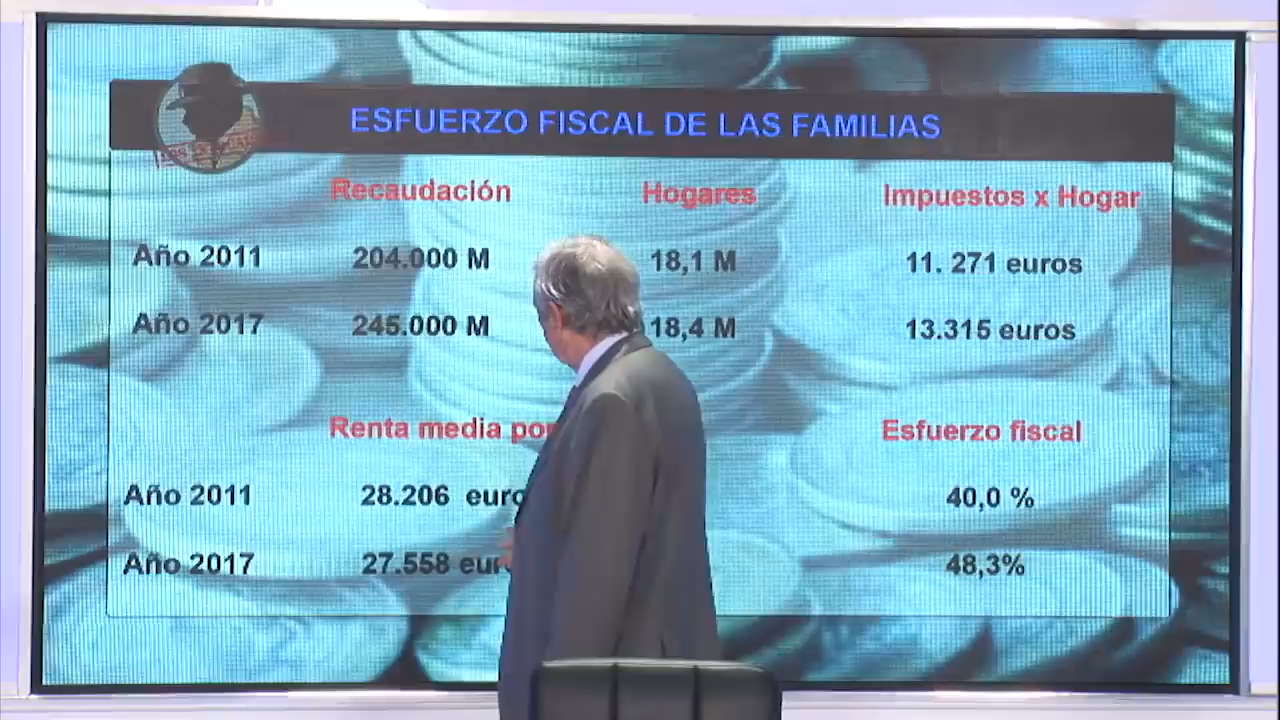 ESFUERZO FISCAL DE LAS FAMILIAS
Recaudación Hogares Impuestos x Hogar
Año 2011 204.000 M 18,1 M 11. 271 euros
Año 2017 245.000 M 18,4 M 13.315 euros
Renta media por Esfuerzo fiscal
Año 2011 28.206 40,0 %
Año 2017 27.558 48,3%